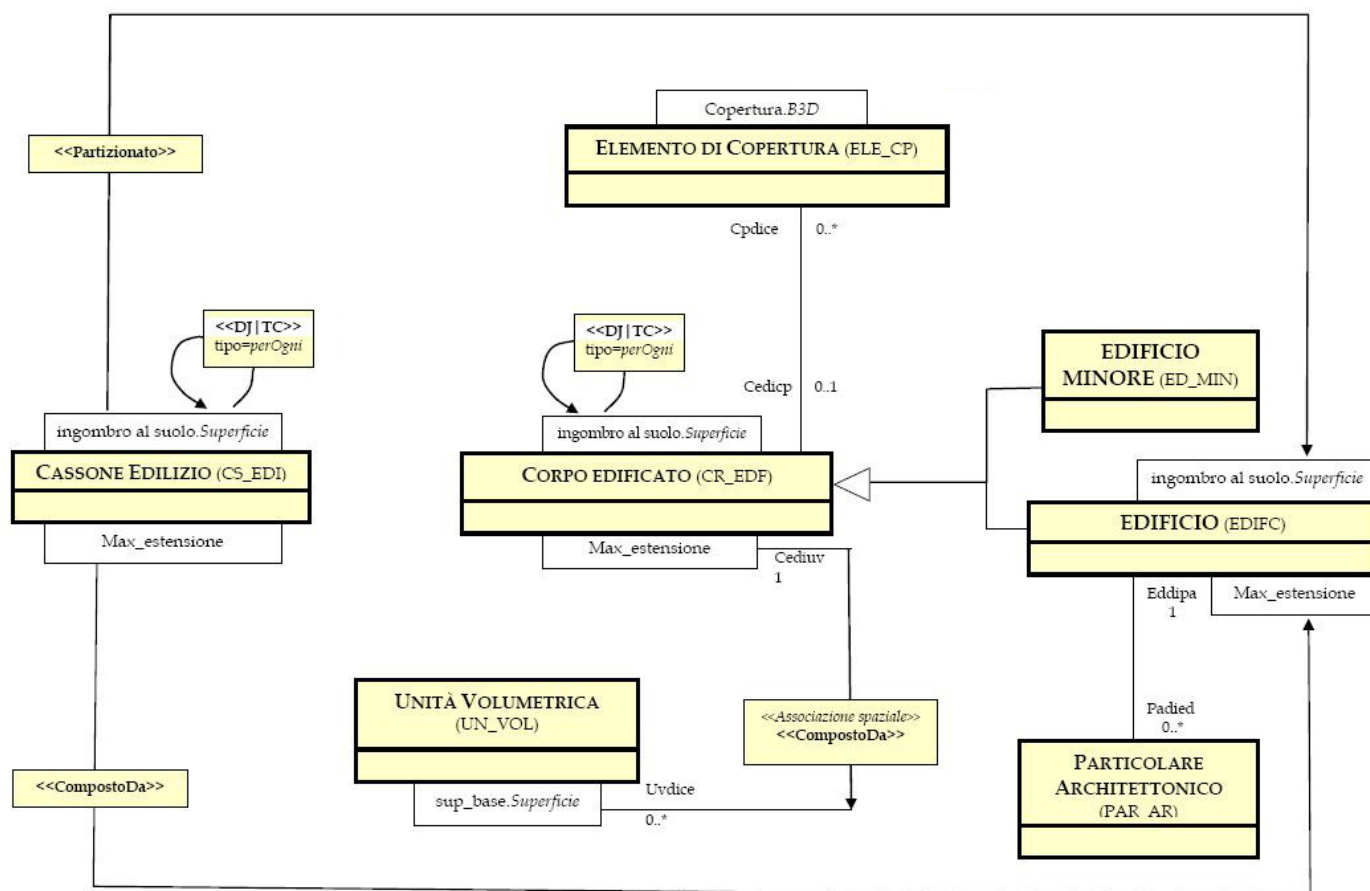 Copertura.B3D
<<Partizionato>>
ELEMENTO DI COPERTURA (ELE_CP)
Cpdice 0..*
<<DJ|TC>>
tipo=perOgni
<<DJ|TC>>
tipo=perOgni
EDIFICIO
MINORE (ED_MIN)
Cedicp 0..1
ingombro al suolo.Superficie
ingombro al suolo.Superficie
CASSONE EDILIZIO (CS_EDI)
CORPO EDIFICATO (CR_EDF)
ingombro al suolo.Superficie
EDIFICIO (EDIFC)
Max_estensione
Max_estensione
Cediuv
1
Eddipa
1
Max_estensione
UNITÀ VOLUMETRICA
(UN_VOL)
<<Associazione spaziale>>
<<CompostoDa>>
Padied
0..*
<<CompostoDa>>
sup_base.Superficie
Uvdice
0..*
PARTICOLARE
ARCHITETTONICO
(PAR_AR)